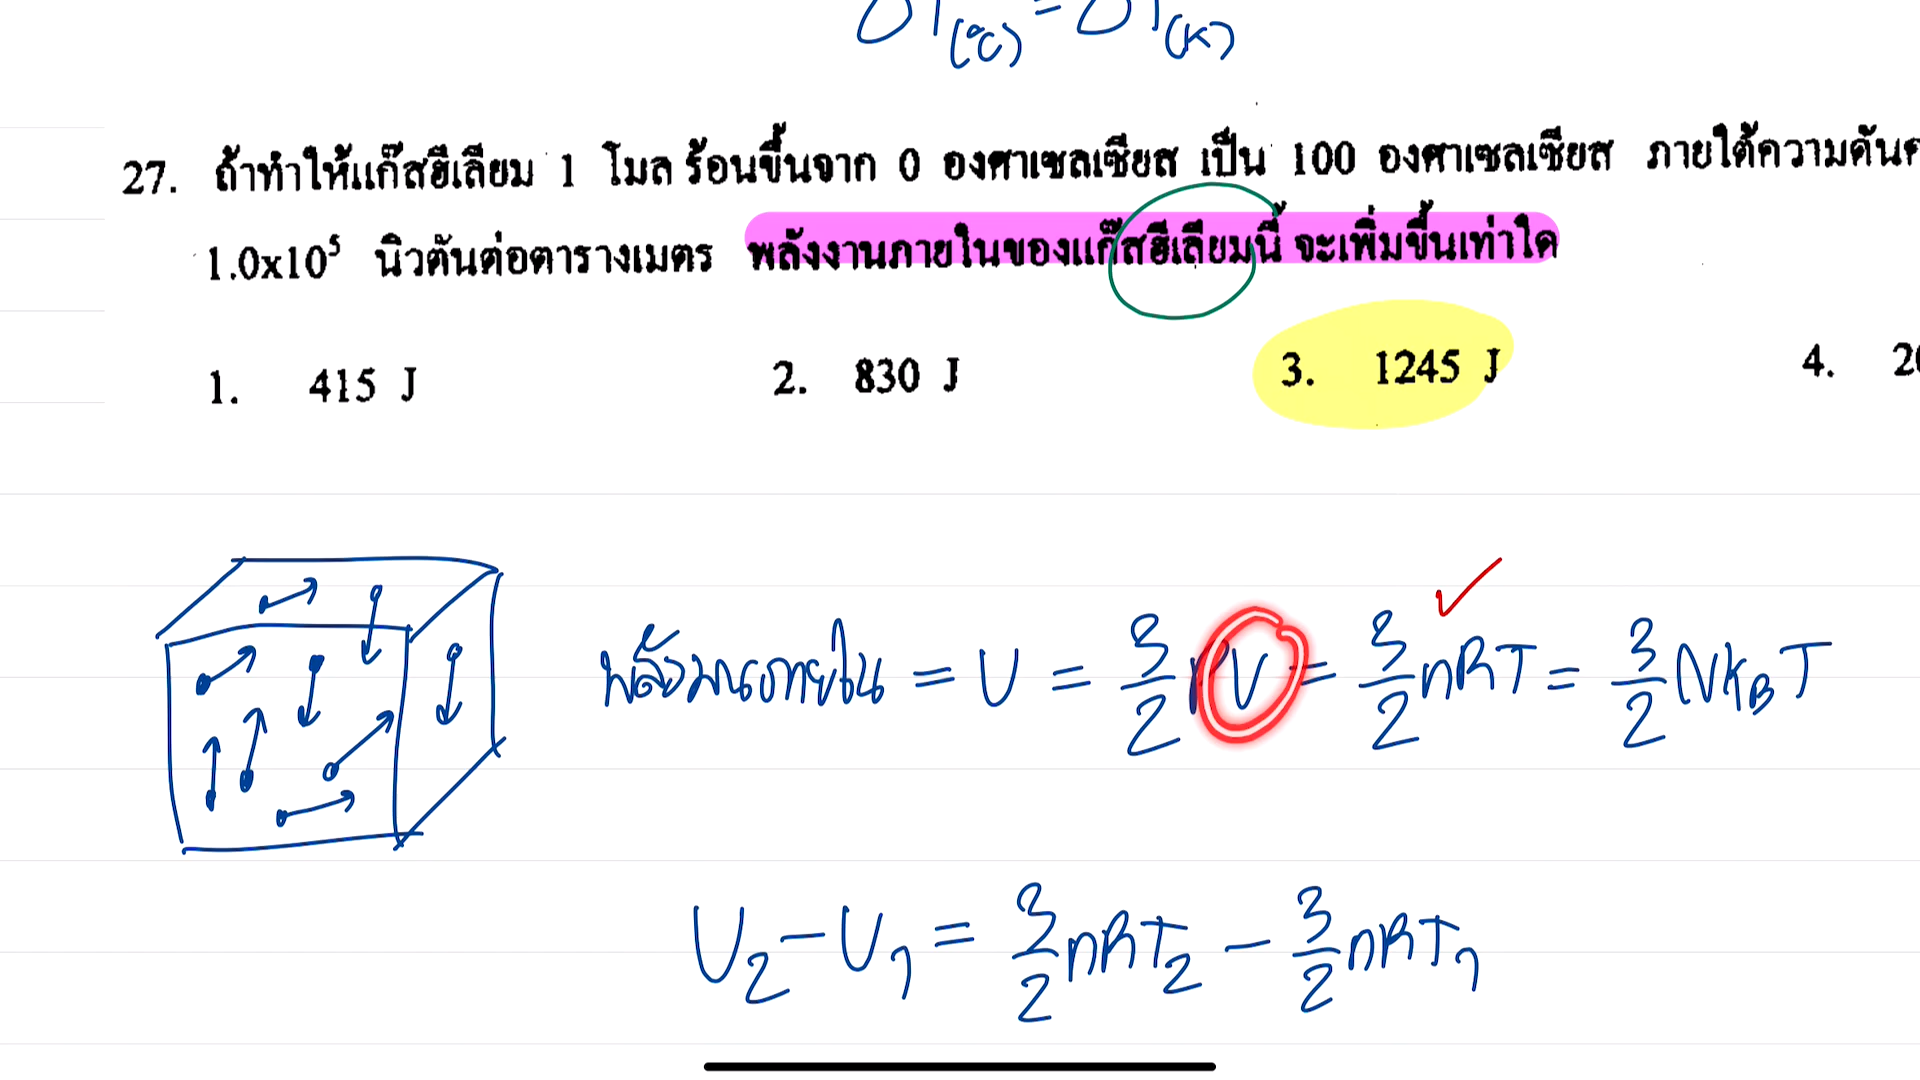 ΔT(°C) = ΔT(K)
27. ถ้าทำให้แก๊สฮีเลียม 1 โมล ร้อนขึ้นจาก 0 องศาเซลเซียส เป็น 100 องศาเซลเซียส ภายใต้ความดัน
1.0x10⁵ นิวตันต่อตารางเมตร พลังงานภายในของแก๊สฮีเลียมนี้ จะเพิ่มขึ้นเท่าใด
1. 415 J 2. 830 J 3. 1245 J 4. 20
พลังงานภายใน = U = 3/2 PV = 3/2 nRT = 3/2 Nk_BT
U₂ - U₁ = 3/2 nRT₂ - 3/2 nRT₁